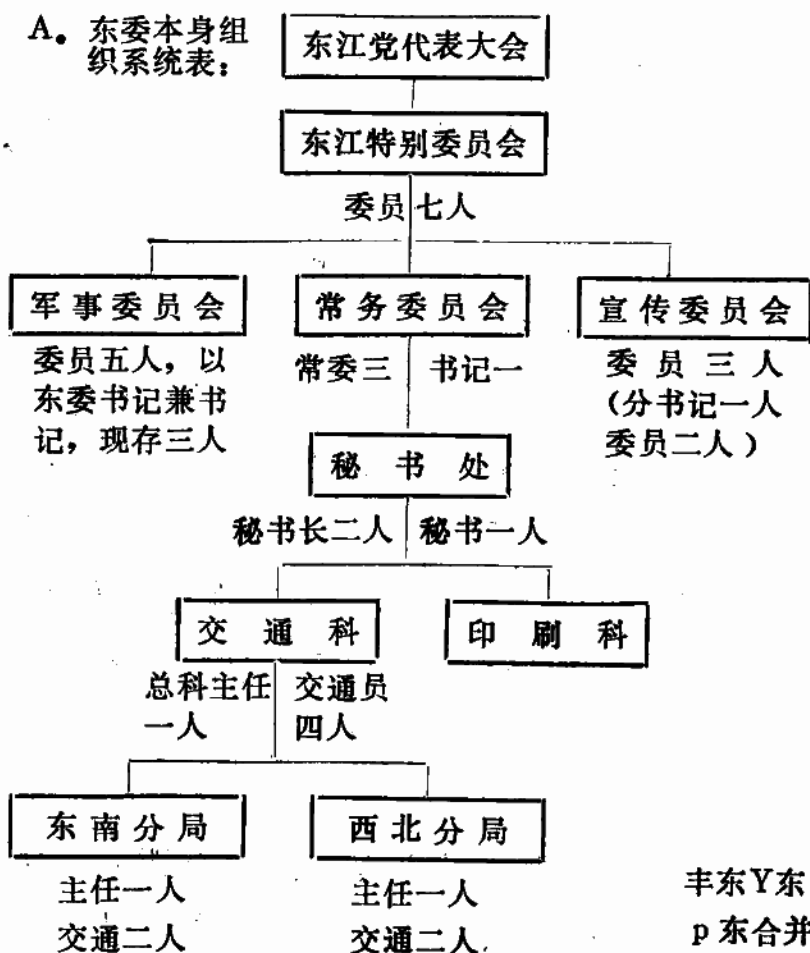 A。东委本身组
织系统表：
东江党代表大会
东江特别委员会
委员七人
军事委员会
常务委员会
宣传委员会
委员五人，以
东委书记兼书
记，现存三人
常委三 书记一
委员三人
（分书记一人
委员二人）
秘书处
秘书长二人 秘书一人
交通科
印刷科
总科主任
一人
交通员
四人
东南分局
西北分局
主任一人
交通二人
主任一人
交通二人
丰东Y东
p东合并